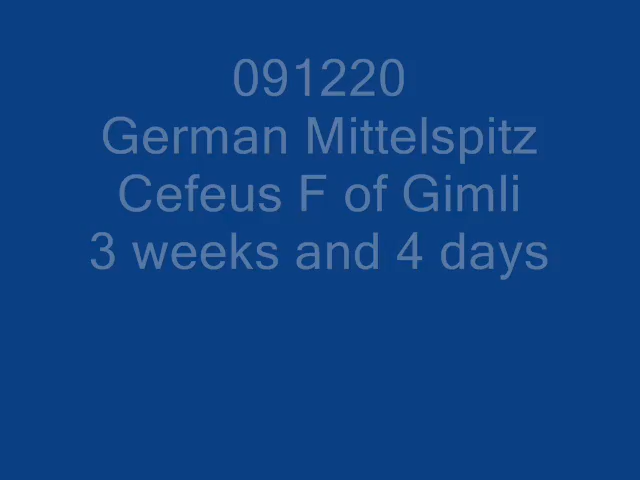 091220
German Mittelspitz
Cefeus F of Gimli
3 weeks and 4 days